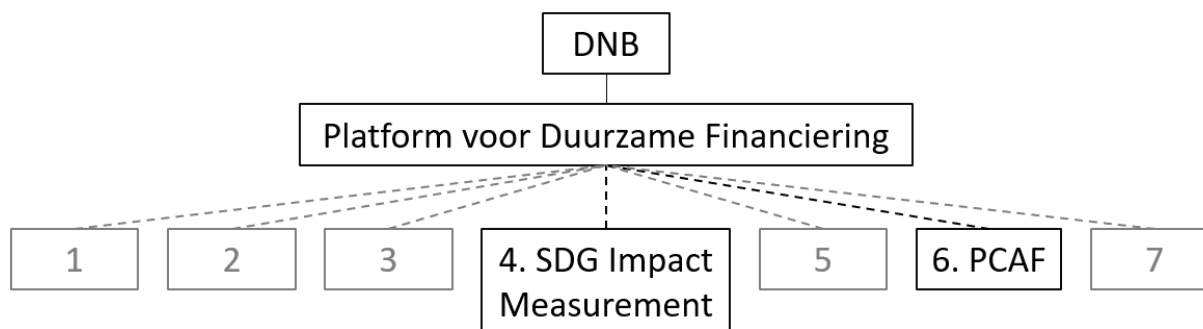 DNB
Platform voor Duurzame Financiering
1
2
3
4. SDG Impact
Measurement
5
6. PCAF
7